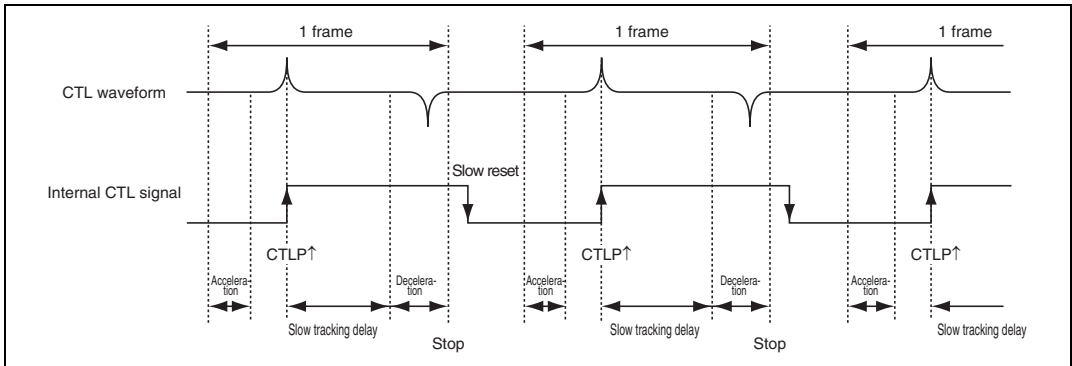 1 frame 1 frame 1 frame
CTL waveform
Slow reset
Internal CTL signal
CTLP↑ CTLP↑ CTLP↑
Accelera-
tion
Decelera-
tion
Accelera-
tion
Decelera-
tion
Accelera-
tion
Slow tracking delay Slow tracking delay Slow tracking delay
Stop Stop